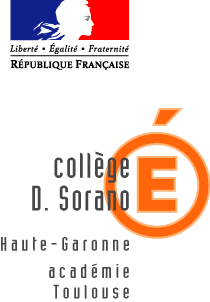 Liberté • Égalité • Fraternité
RÉPUBLIQUE FRANÇAISE
collège
D. Sorano
É
Haute-Garonne
académie
Toulouse